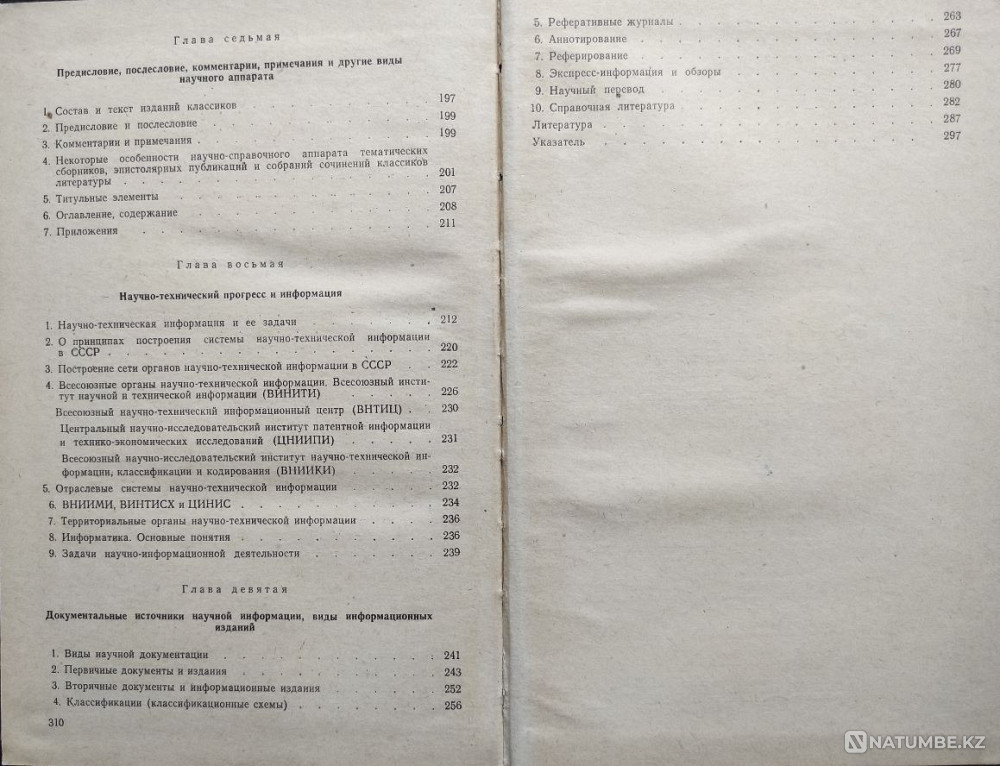 Глава седьмая
Предисловие, послесловие, комментарии, примечания и другие виды
научного аппарата
1. Состав и текст изданий классиков . . . . . . . . 197
2. Предисловие и послесловие . . . . . . . . 199
3. Комментарии и примечания . . . . . . . . 199
4. Некоторые особенности научно-справочного аппарата тематических
сборников, эпистолярных публикаций и собраний сочинений классиков
литературы . . . . . . . . 201
5. Титульные элементы . . . . . . . . 207
6. Оглавление, содержание . . . . . . . . 208
7. Приложения . . . . . . . . 211
Глава восьмая
Научно-технический прогресс и информация
1. Научно-техническая информация и ее задачи . . . . . . . 212
2. О принципах построения системы научно-технической информации
в СССР . . . . . . . . 220
3. Построение сети органов научно-технической информации в СССР . . 222
4. Всесоюзные органы научно-технической информации. Всесоюзный инсти-
тут научной и технической информации (ВИНИТИ) . . . . . 226
Всесоюзный научно-технический информационный центр (ВНТИЦ) . . 230
Центральный научно-исследовательский институт патентной информации
и технико-экономических исследований (ЦНИИПИ) . . . . . 231
Всесоюзный научно-исследовательский институт научно-технической ин-
формации, классификации и кодирования (ВНИИКИ) . . . . 232
5. Отраслевые системы научно-технической информации . . . . . 232
6. ВНИИМИ, ВИНТИСХ и ЦИНИС . . . . . . . . 234
7. Территориальные органы научно-технической информации . . . . 236
8. Информатика. Основные понятия . . . . . . . . 236
9. Задачи научно-информационной деятельности . . . . . . 239
Глава девятая
Документальные источники научной информации, виды информационных
изданий
1. Виды научной документации . . . . . . . . 241
2. Первичные документы и издания . . . . . . . . 243
3. Вторичные документы и информационные издания . . . . . 252
4. Классификации (классификационные схемы) . . . . . . . 256
310
5. Реферативные журналы . . . . . . . . 263
6. Аннотирование . . . . . . . . 267
7. Реферирование . . . . . . . . 269
8. Экспресс-информация и обзоры . . . . . . . . 277
9. Научный перевод . . . . . . . . 280
10. Справочная литература . . . . . . . . 282
Литература . . . . . . . . 287
Указатель . . . . . . . . 297
NATUMBE.KZ